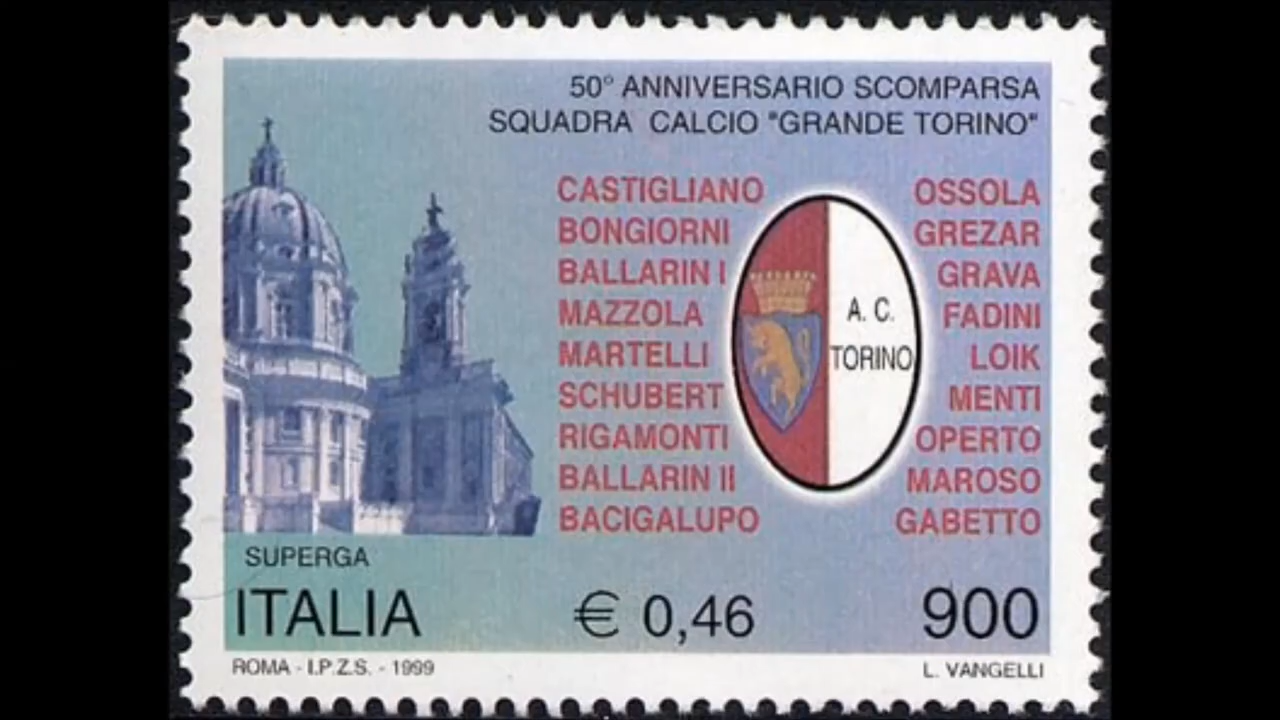 50° ANNIVERSARIO SCOMPARSA
SQUADRA CALCIO "GRANDE TORINO"
CASTIGLIANO
BONGIORNI
BALLARIN I
MAZZOLA
MARTELLI
SCHUBERT
RIGAMONTI
BALLARIN II
BACIGALUPO
A. C.
TORINO
OSSOLA
GREZAR
GRAVA
FADINI
LOIK
MENTI
OPERTO
MAROSO
GABETTO
SUPERGA
ITALIA
€ 0,46
900
ROMA - I.P.Z.S. - 1999
L. VANGELLI